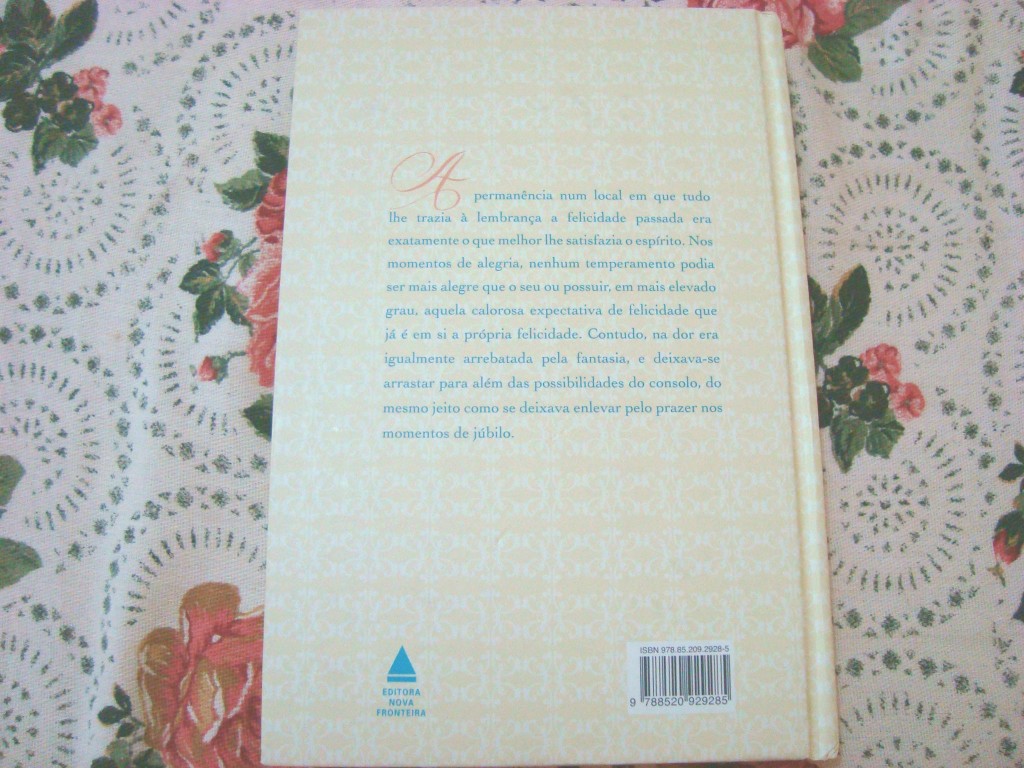 A permanência num local em que tudo
lhe trazia à lembrança a felicidade passada era
exatamente o que melhor lhe satisfazia o espírito. Nos
momentos de alegria, nenhum temperamento podia
ser mais alegre que o seu ou possuir, em mais elevado
grau, aquela calorosa expectativa de felicidade que
já é em si a própria felicidade. Contudo, na dor era
igualmente arrebatada pela fantasia, e deixava-se
arrastar para além das possibilidades do consolo, do
mesmo jeito como se deixava enlevar pelo prazer nos
momentos de júbilo.
EDITORA
NOVA
FRONTEIRA
ISBN 978.85.209.2928-5
9 788520 929285